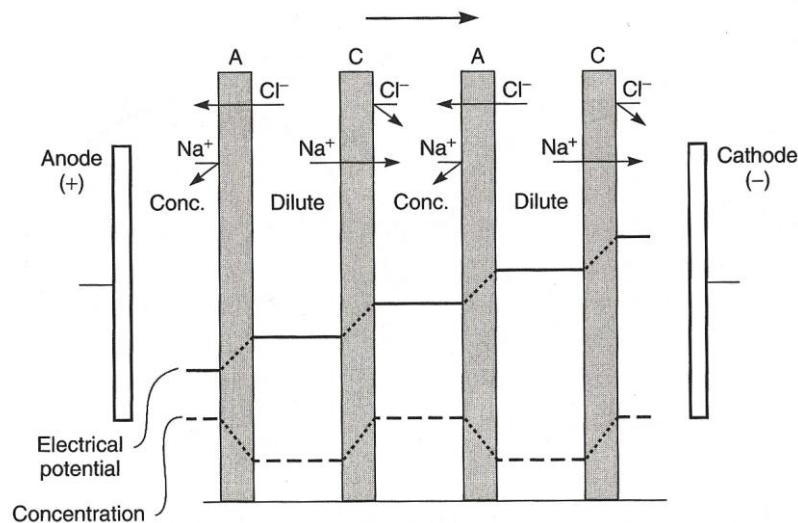 A
C
A
C
Cl⁻
Cl⁻
Cl⁻
Cl⁻
Anode
(+)
Na⁺
Na⁺
Na⁺
Na⁺
Cathode
(−)
Conc.
Dilute
Conc.
Dilute
Electrical
potential
Concentration